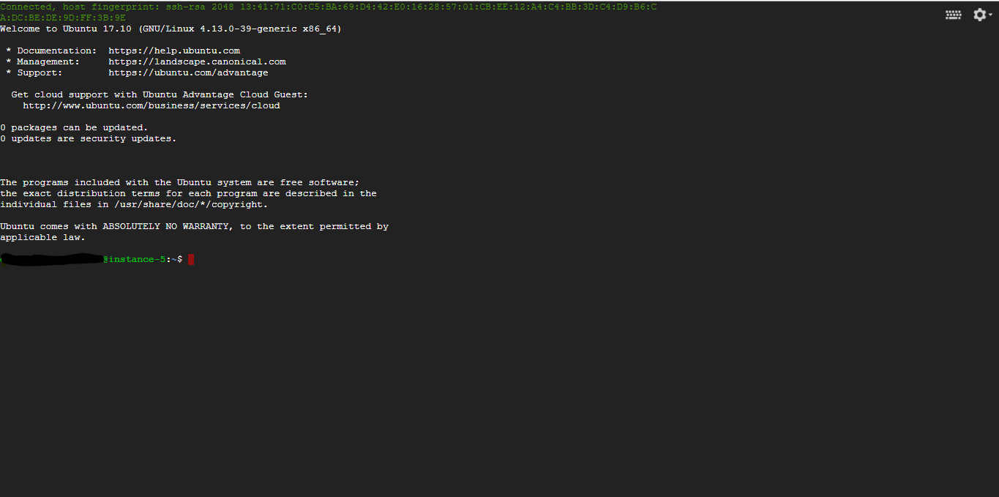 Connected, host fingerprint: ssh-rsa 2048 13:41:71:C0:C5:BA:69:D4:42:E0:16:28:57:01:CB:EE:12:A4:C4:BB:3D:C4:D9:B6:C
A:DC:BE:DE:9D:FF:3B:9E
Welcome to Ubuntu 17.10 (GNU/Linux 4.13.0-39-generic x86_64)
* Documentation:  https://help.ubuntu.com
* Management:     https://landscape.canonical.com
* Support:        https://ubuntu.com/advantage
Get cloud support with Ubuntu Advantage Cloud Guest:
http://www.ubuntu.com/business/services/cloud
0 packages can be updated.
0 updates are security updates.
The programs included with the Ubuntu system are free software;
the exact distribution terms for each program are described in the
individual files in /usr/share/doc/*/copyright.
Ubuntu comes with ABSOLUTELY NO WARRANTY, to the extent permitted by
applicable law.
@instance-5:~$